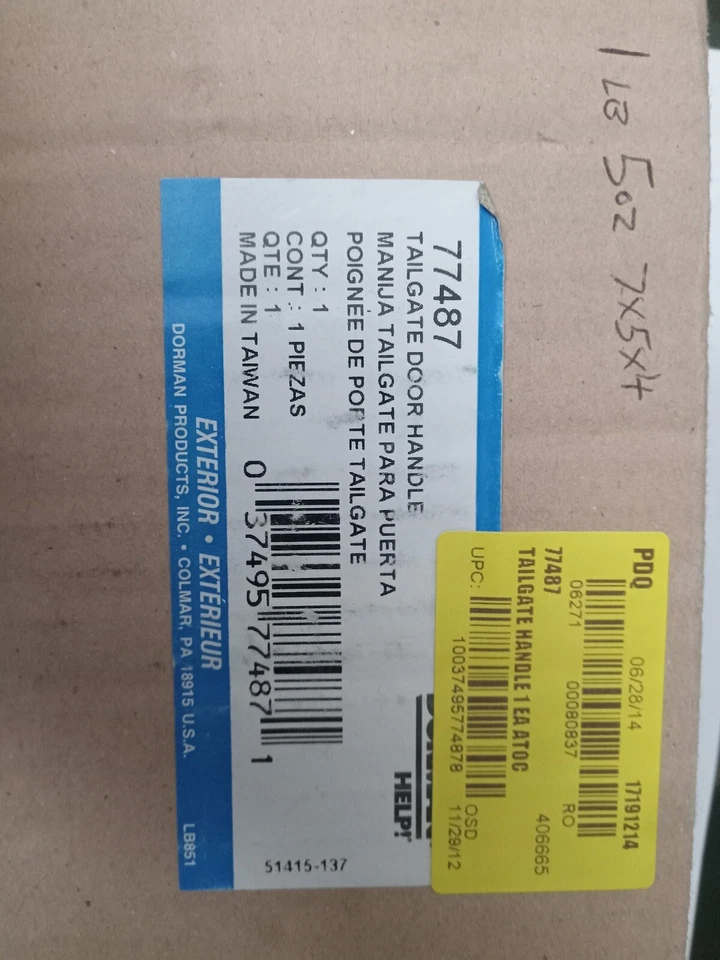 1 LB 5oz 7x5x4
77487
TAILGATE DOOR HANDLE
MANIJA TAILGATE PARA PUERTA
POIGNÉE DE PORTE TAILGATE
QTY : 1
CONT : 1 PIEZAS
QTE : 1
MADE IN TAIWAN
0 37495 77487 1
HELP!
51415-137
EXTERIOR • EXTÉRIEUR
DORMAN PRODUCTS, INC. • COLMAR, PA 18915 U.S.A.
LB851
PDQ 06/28/14 17191214
06271 00080837 RO
77487 406665
TAILGATE HANDLE 1 EA ATOC
UPC: 10037495774878 OSD
11/29/12